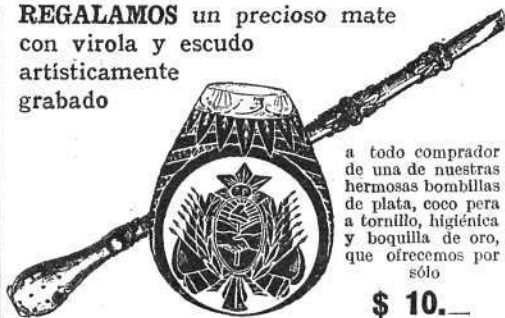 REGALAMOS un precioso mate
con virola y escudo
artísticamente
grabado
a todo comprador
de una de nuestras
hermosas bombillas
de plata, coco pera
a tornillo, higiénica
y boquilla de oro,
que ofrecemos por
sólo
$ 10.—